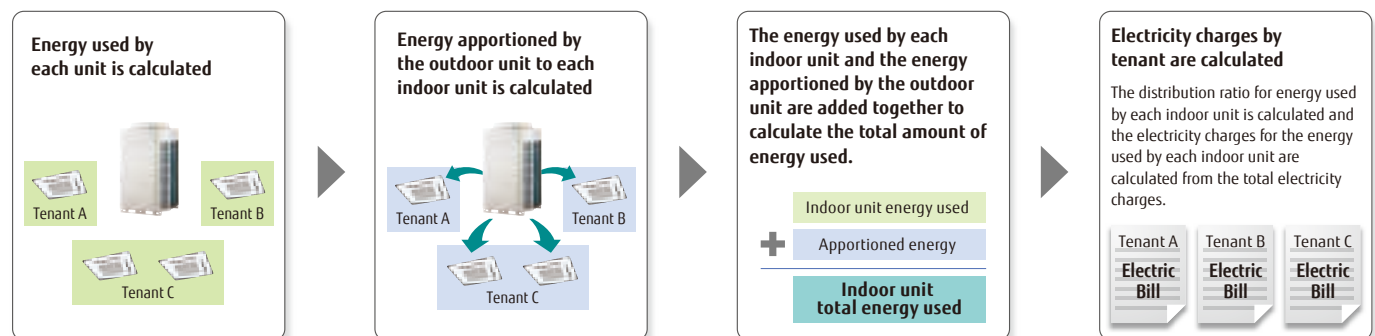 Energy used by
each unit is calculated
Tenant A
Tenant B
Tenant C
Energy apportioned by
the outdoor unit to each
indoor unit is calculated
Tenant A
Tenant B
Tenant C
The energy used by each
indoor unit and the energy
apportioned by the outdoor
unit are added together to
calculate the total amount of
energy used.
Indoor unit energy used
+
Apportioned energy
Indoor unit
total energy used
Electricity charges by
tenant are calculated
The distribution ratio for energy used
by each indoor unit is calculated and
the electricity charges for the energy
used by each indoor unit are
calculated from the total electricity
charges.
Tenant A
Electric
Bill
Tenant B
Electric
Bill
Tenant C
Electric
Bill